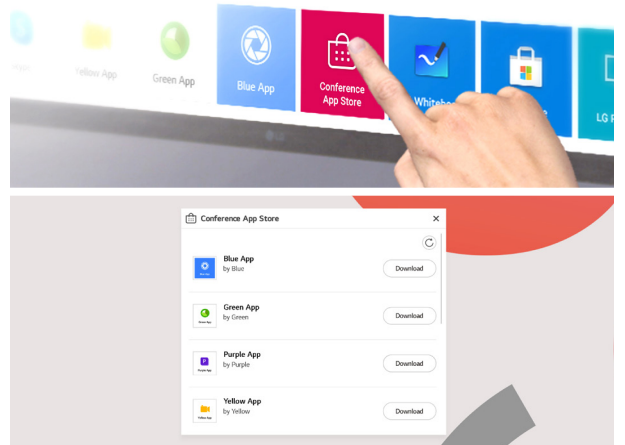 Yellow App
Green App
Blue App
Conference
App Store
LG
Conference App Store
Blue App
by Blue
Download
Green App
by Green
Download
Purple App
by Purple
Download
Yellow App
by Yellow
Download